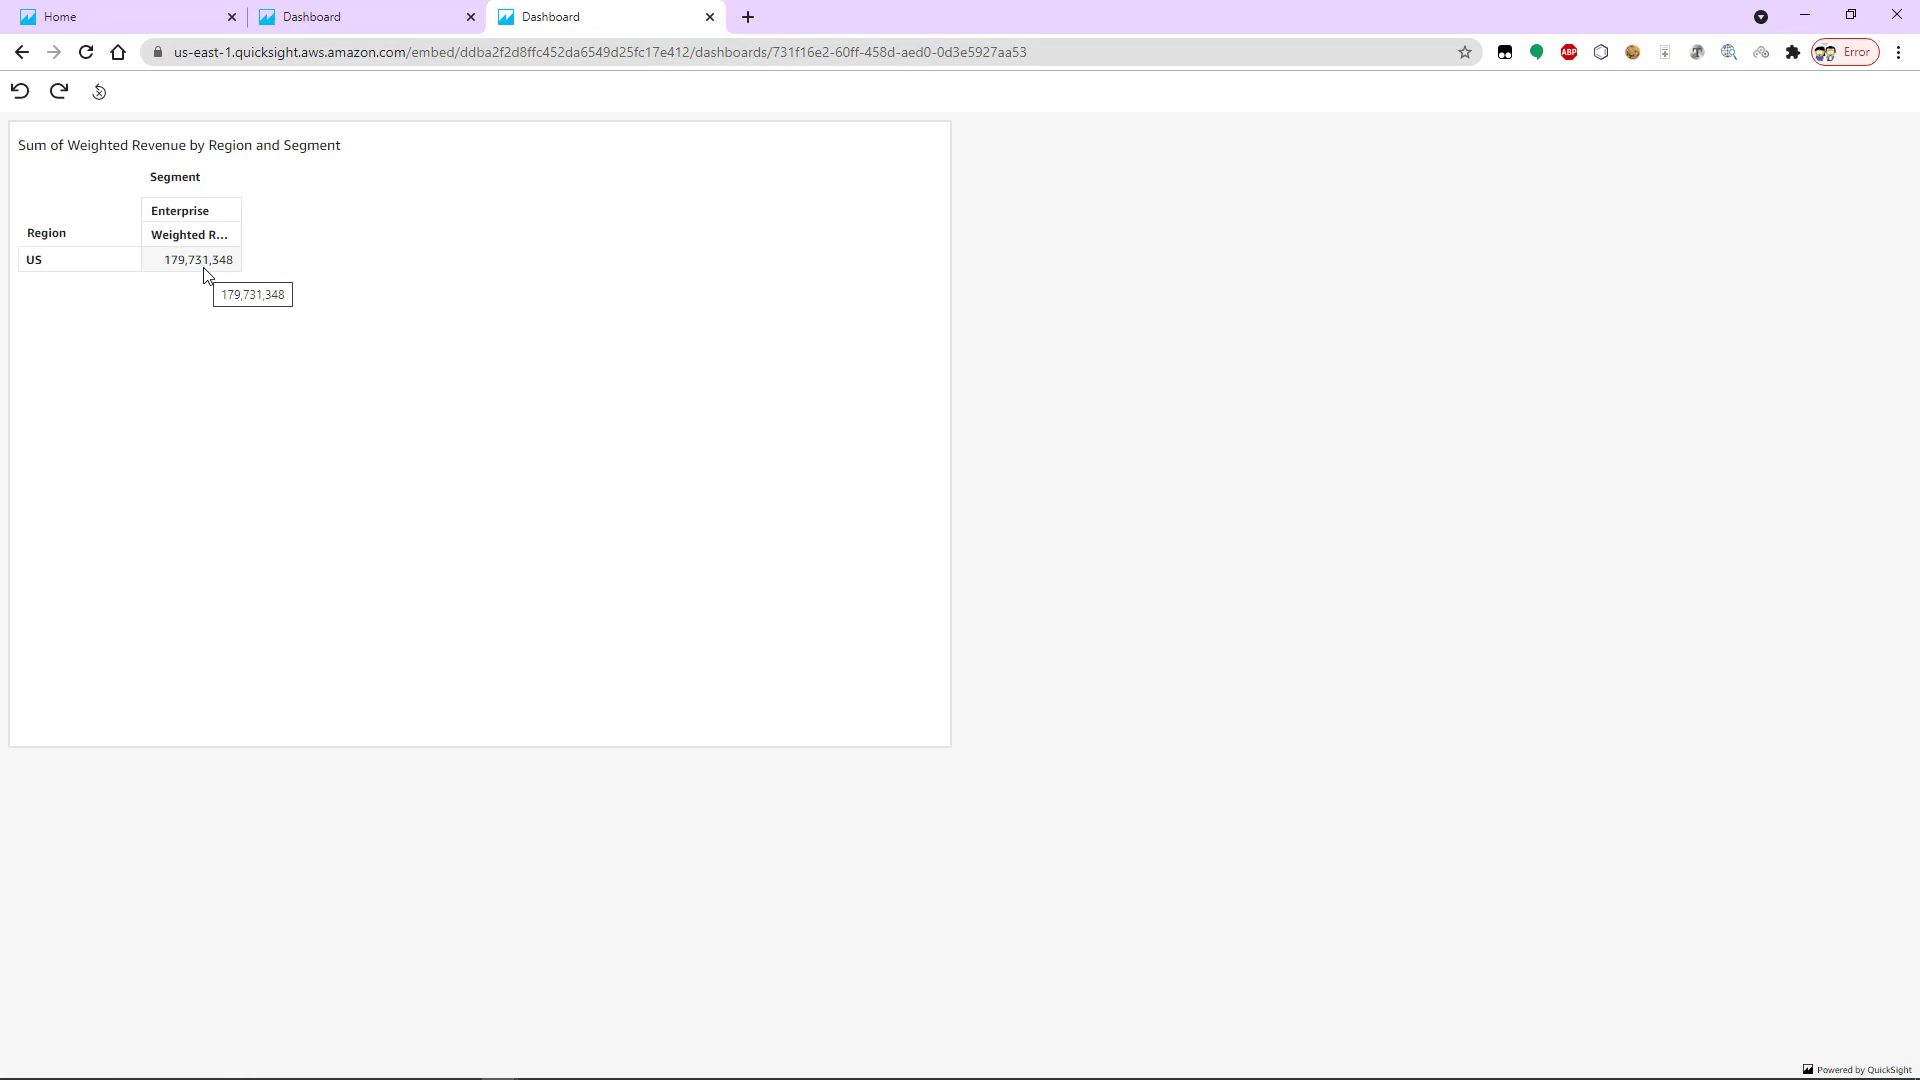 Home
Dashboard
Dashboard
us-east-1.quicksight.aws.amazon.com/embed/ddba2f2d8ffc452da6549d25fc17e412/dashboards/731f16e2-60ff-458d-aed0-0d3e5927aa53
ABP
Error
Sum of Weighted Revenue by Region and Segment
Segment
Enterprise
Region
Weighted R...
US
179,731,348
179,731,348
Powered by QuickSight